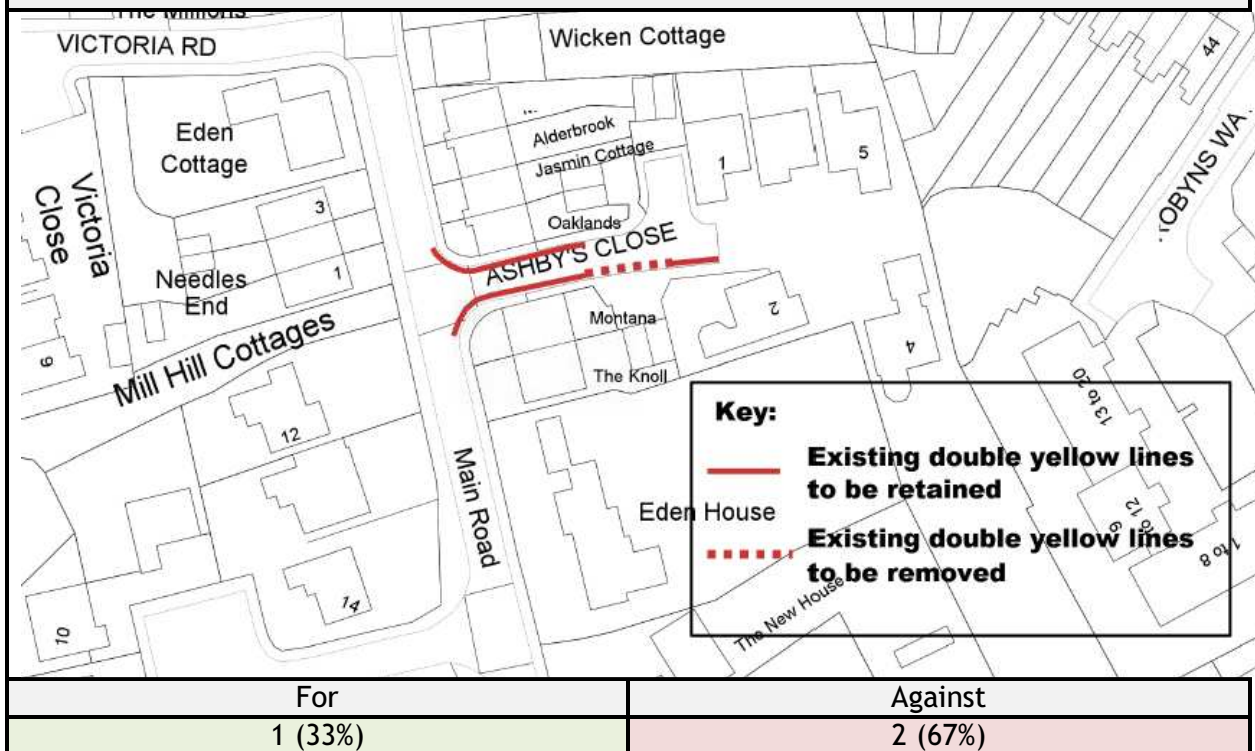 VICTORIA RD
Wicken Cottage
44
Eden
Cottage
Alderbrook
Jasmin Cottage
1
5
Victoria
Close
3
Oaklands
ASHBY'S CLOSE
Needles
End
1
Montana
2
Mill Hill Cottages
9
The Knoll
4
12
13 to 20
Key:
Existing double yellow lines
to be retained
Main Road
Eden House
9 to 12
Existing double yellow lines
to be removed
1 to 8
14
The New House
10
For
Against
1 (33%)
2 (67%)